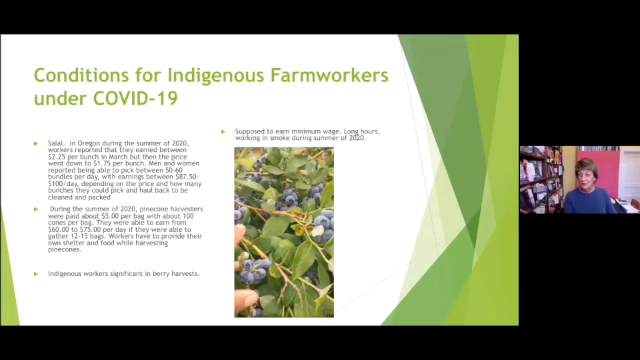 Conditions for Indigenous Farmworkers
under COVID-19
Salal. In Oregon during the summer of 2020,
workers reported that they earned between
$2.25 per bunch in March but then the price
went down to $1.75 per bunch. Men and women
reported being able to pick between 50-60
bundles per day, with earnings between $87.50-
$100/day, depending on the price and how many
bunches they could pick and haul back to be
cleaned and packed
During the summer of 2020, pinecone harvesters
were paid about $5.00 per bag with about 100
cones per bag. They were able to earn from
$60.00 to $75.00 per day if they were able to
gather 12-15 bags. Workers have to provide their
own shelter and food while harvesting
pinecones.
Indigenous workers significant in berry harvests.
Supposed to earn minimum wage. Long hours,
working in smoke during summer of 2020.